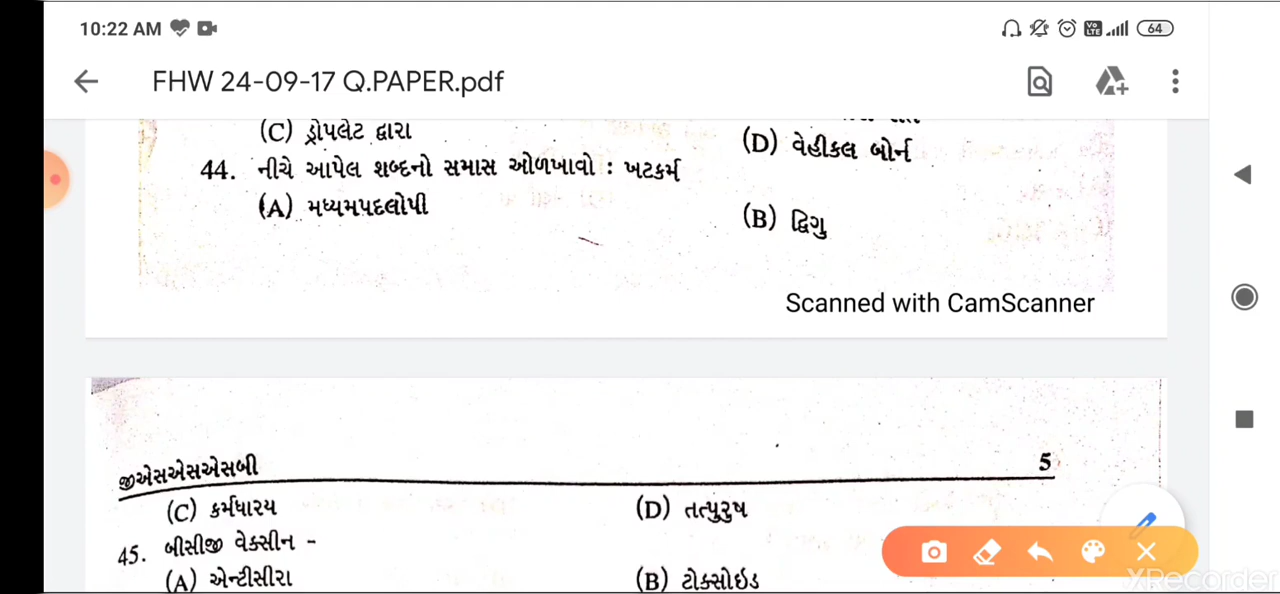 10:22 AM
64
FHW 24-09-17 Q.PAPER.pdf
(C) ડ્રોપલેટ દ્વારા
(D) વેહીકલ બોર્ન
44. નીચે આપેલ શબ્દનો સમાસ ઓળખાવો : ખટકર્મ
(A) મધ્યમપદલોપી
(B) દ્વિગુ
Scanned with CamScanner
જીએસએસએસબી
5
(C) કર્મધારય
(D) તત્પુરુષ
45. બીસીજી વેક્સીન -
(A) એન્ટીસીરા
(B) ટોક્સોઇડ
XRecorder